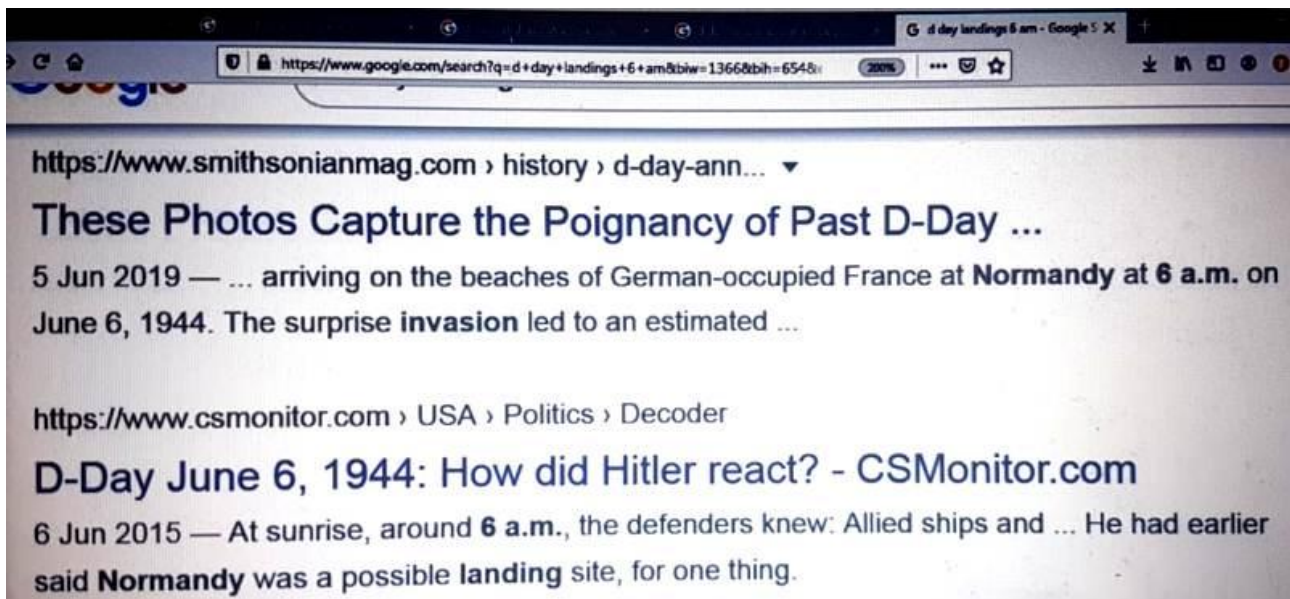 G d day landings 6 am - Google S
https://www.google.com/search?q=d+day+landings+6+am&biw=1366&bih=654&
200%
Google
https://www.smithsonianmag.com › history › d-day-ann...
These Photos Capture the Poignancy of Past D-Day ...
5 Jun 2019 — ... arriving on the beaches of German-occupied France at Normandy at 6 a.m. on
June 6, 1944. The surprise invasion led to an estimated ...
https://www.csmonitor.com › USA › Politics › Decoder
D-Day June 6, 1944: How did Hitler react? - CSMonitor.com
6 Jun 2015 — At sunrise, around 6 a.m., the defenders knew: Allied ships and ... He had earlier
said Normandy was a possible landing site, for one thing.